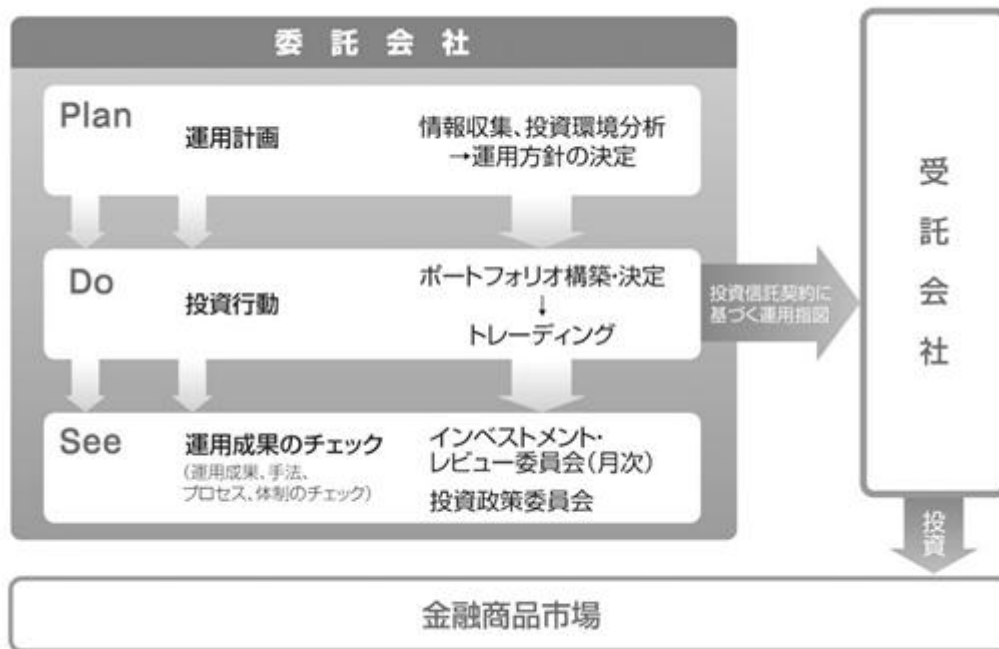 委託会社
Plan
運用計画
情報収集、投資環境分析
→運用方針の決定
Do
投資行動
ポートフォリオ構築・決定
↓
トレーディング
See
運用成果のチェック
(運用成果、手法、
プロセス、体制のチェック)
インベストメント・
レビュー委員会(月次)
投資政策委員会
投資信託契約に
基づく運用指図
受託会社
投資
金融商品市場